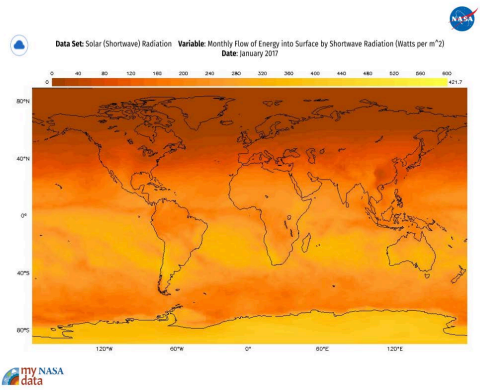 NASA
Data Set: Solar (Shortwave) Radiation Variable: Monthly Flow of Energy into Surface by Shortwave Radiation (Watts per m^2)
Date: January 2017
0 40 80 120 160 200 240 280 320 360 400 440 480 520 560 600
0 421.7
80°N
40°N
0°
40°S
80°S
120°W 60°W 0° 60°E 120°E
my NASA
data